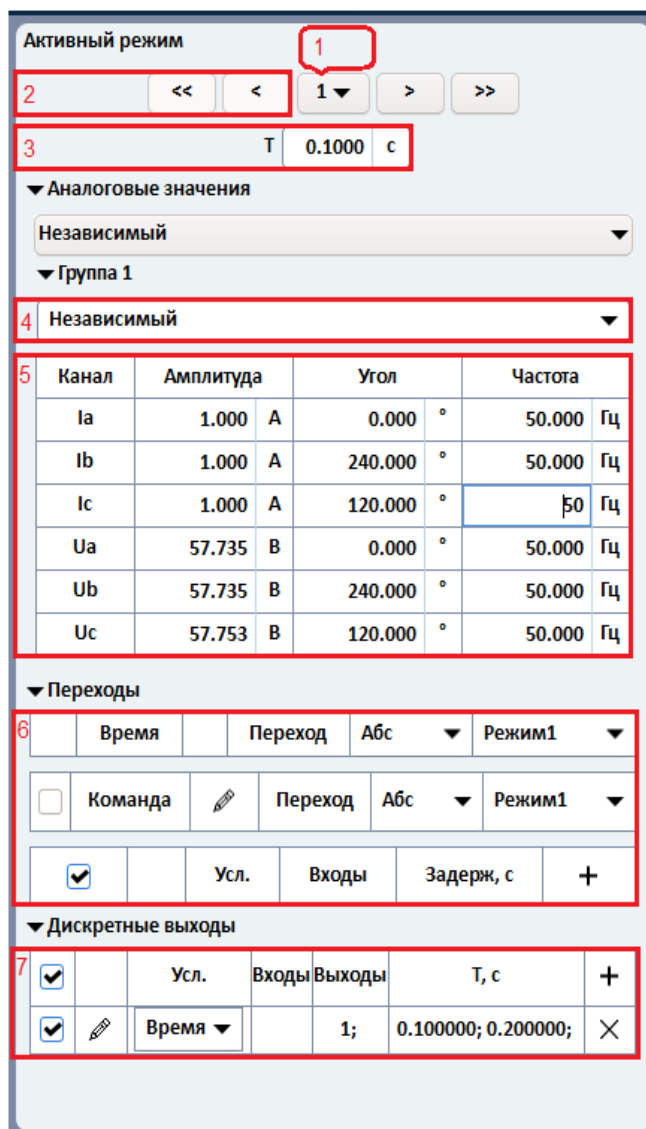 Активный режим
1
2 << < 1 > >>
3 T 0.1000 с
Аналоговые значения
Независимый
Группа 1
4 Независимый
5 Канал Амплитуда Угол Частота
Ia 1.000 А 0.000 ° 50.000 Гц
Ib 1.000 А 240.000 ° 50.000 Гц
Ic 1.000 А 120.000 ° 50 Гц
Ua 57.735 В 0.000 ° 50.000 Гц
Ub 57.735 В 240.000 ° 50.000 Гц
Uc 57.753 В 120.000 ° 50.000 Гц
Переходы
6 Время Переход Абс Режим1
Команда Переход Абс Режим1
Усл. Входы Задерж, с +
Дискретные выходы
7 Усл. Входы Выходы T, с +
Время 1; 0.100000; 0.200000;